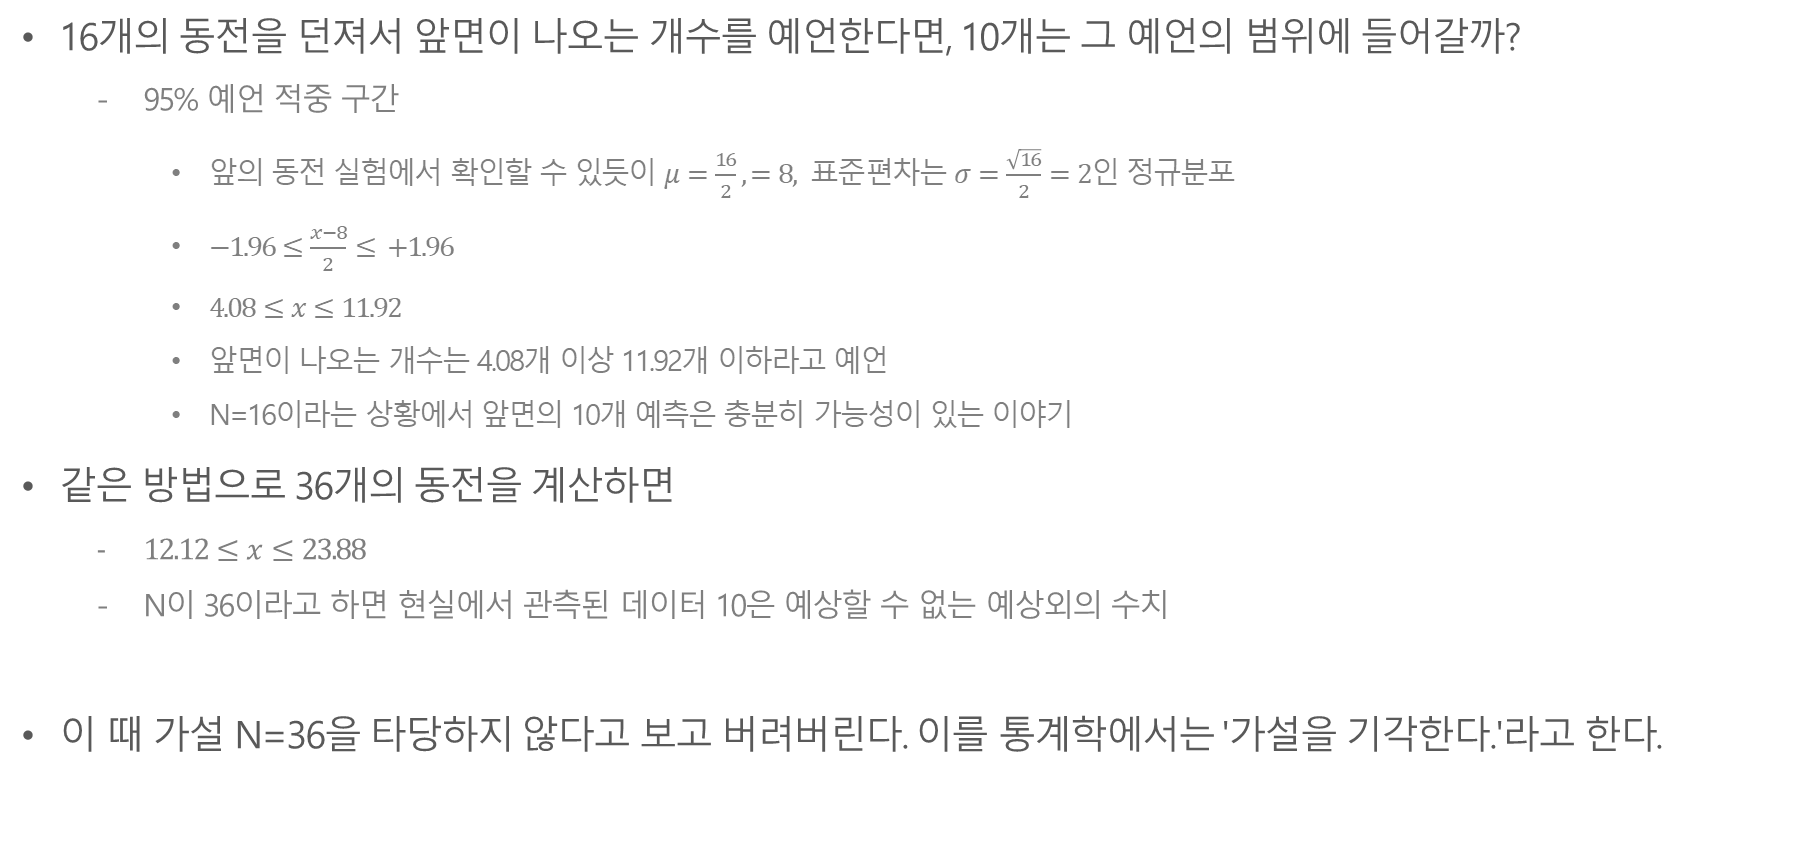 • 16개의 동전을 던져서 앞면이 나오는 개수를 예언한다면, 10개는 그 예언의 범위에 들어갈까?
- 95% 예언 적중 구간
• 앞의 동전 실험에서 확인할 수 있듯이 μ = 16/2 ,= 8, 표준편차는 σ = √16/2 = 2인 정규분포
• −1.96 ≤ x−8/2 ≤ +1.96
• 4.08 ≤ x ≤ 11.92
• 앞면이 나오는 개수는 4.08개 이상 11.92개 이하라고 예언
• N=16이라는 상황에서 앞면의 10개 예측은 충분히 가능성이 있는 이야기
• 같은 방법으로 36개의 동전을 계산하면
- 12.12 ≤ x ≤ 23.88
- N이 36이라고 하면 현실에서 관측된 데이터 10은 예상할 수 없는 예상외의 수치
• 이 때 가설 N=36을 타당하지 않다고 보고 버려버린다. 이를 통계학에서는 '가설을 기각한다.'라고 한다.